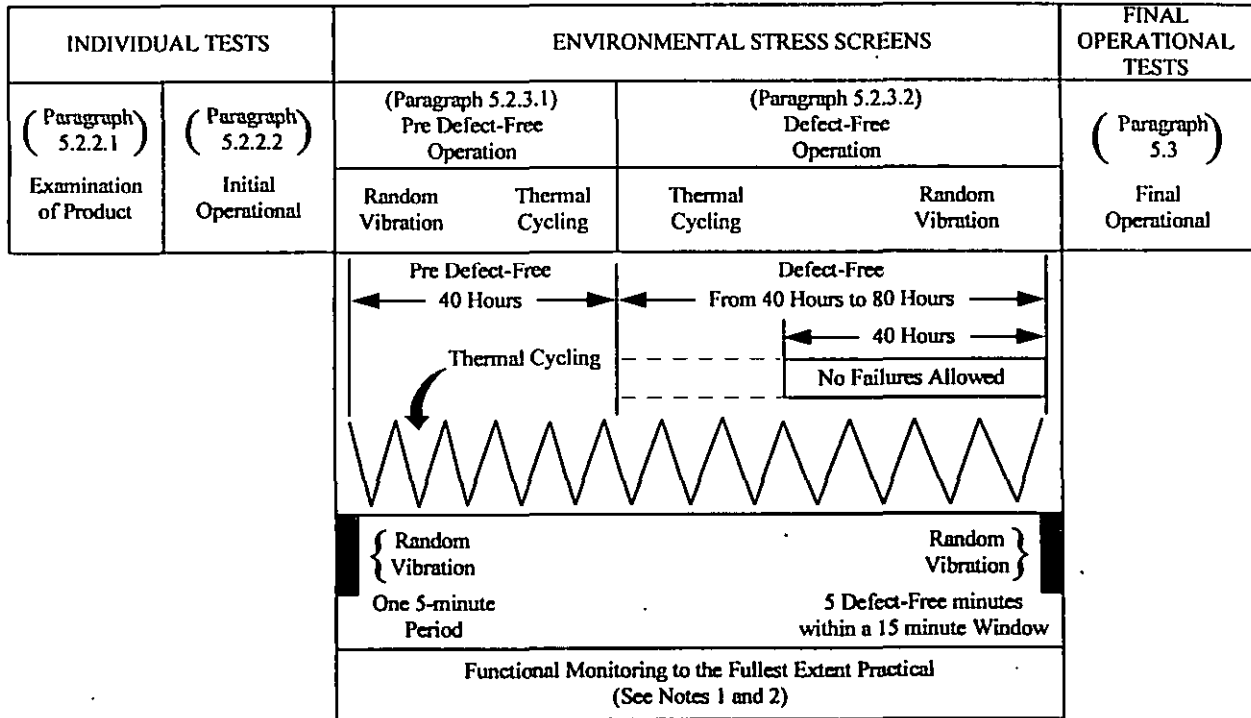 INDIVIDUAL TESTS
ENVIRONMENTAL STRESS SCREENS
FINAL
OPERATIONAL
TESTS
(Paragraph
5.2.2.1)
Examination
of Product
(Paragraph
5.2.2.2)
Initial
Operational
(Paragraph 5.2.3.1)
Pre Defect-Free
Operation
(Paragraph 5.2.3.2)
Defect-Free
Operation
(Paragraph
5.3)
Final
Operational
Random
Vibration
Thermal
Cycling
Thermal
Cycling
Random
Vibration
Pre Defect-Free
40 Hours
Defect-Free
From 40 Hours to 80 Hours
40 Hours
Thermal Cycling
No Failures Allowed
{Random
Vibration
One 5-minute
Period
Random
Vibration}
5 Defect-Free minutes
within a 15 minute Window
Functional Monitoring to the Fullest Extent Practical
(See Notes 1 and 2)